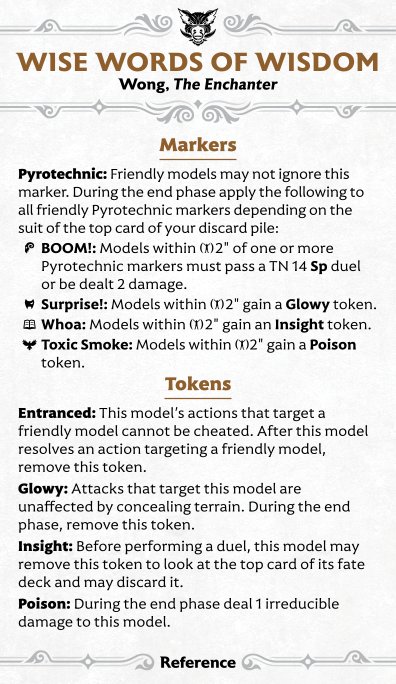 WISE WORDS OF WISDOM
Wong, The Enchanter
Markers
Pyrotechnic: Friendly models may not ignore this
marker. During the end phase apply the following to
all friendly Pyrotechnic markers depending on the
suit of the top card of your discard pile:
BOOM!: Models within 2" of one or more
Pyrotechnic markers must pass a TN 14 Sp duel
or be dealt 2 damage.
Surprise!: Models within 2" gain a Glowy token.
Whoa: Models within 2" gain an Insight token.
Toxic Smoke: Models within 2" gain a Poison
token.
Tokens
Entranced: This model's actions that target a
friendly model cannot be cheated. After this model
resolves an action targeting a friendly model,
remove this token.
Glowy: Attacks that target this model are
unaffected by concealing terrain. During the end
phase, remove this token.
Insight: Before performing a duel, this model may
remove this token to look at the top card of its fate
deck and may discard it.
Poison: During the end phase deal 1 irreducible
damage to this model.
Reference